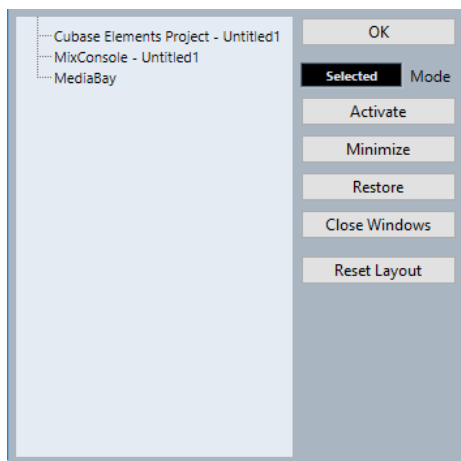 Cubase Elements Project - Untitled1
MixConsole - Untitled1
MediaBay
OK
Selected Mode
Activate
Minimize
Restore
Close Windows
Reset Layout